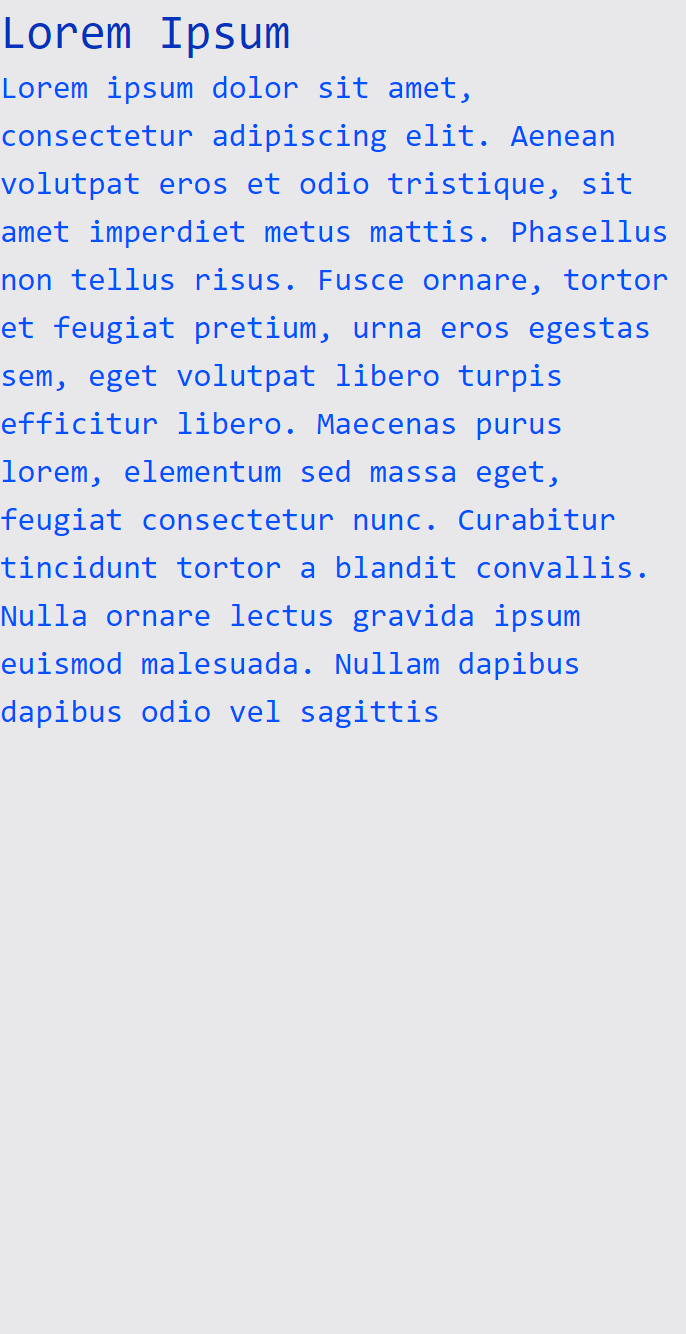 Lorem Ipsum
Lorem ipsum dolor sit amet,
consectetur adipiscing elit. Aenean
volutpat eros et odio tristique, sit
amet imperdiet metus mattis. Phasellus
non tellus risus. Fusce ornare, tortor
et feugiat pretium, urna eros egestas
sem, eget volutpat libero turpis
efficitur libero. Maecenas purus
lorem, elementum sed massa eget,
feugiat consectetur nunc. Curabitur
tincidunt tortor a blandit convallis.
Nulla ornare lectus gravida ipsum
euismod malesuada. Nullam dapibus
dapibus odio vel sagittis